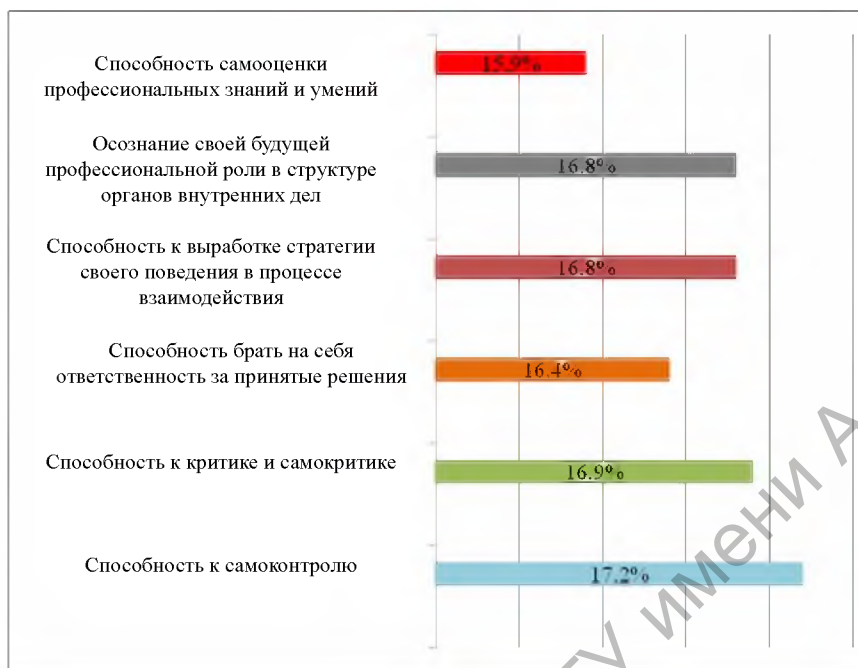 Способность самооценки
профессиональных знаний и умений
15.9%
Осознание своей будущей
профессиональной роли в структуре
органов внутренних дел
16.8%
Способность к выработке стратегии
своего поведения в процессе
взаимодействия
16.8%
Способность брать на себя
ответственность за принятые решения
16.4%
Способность к критике и самокритике
16.9%
Способность к самоконтролю
17.2%
имени А